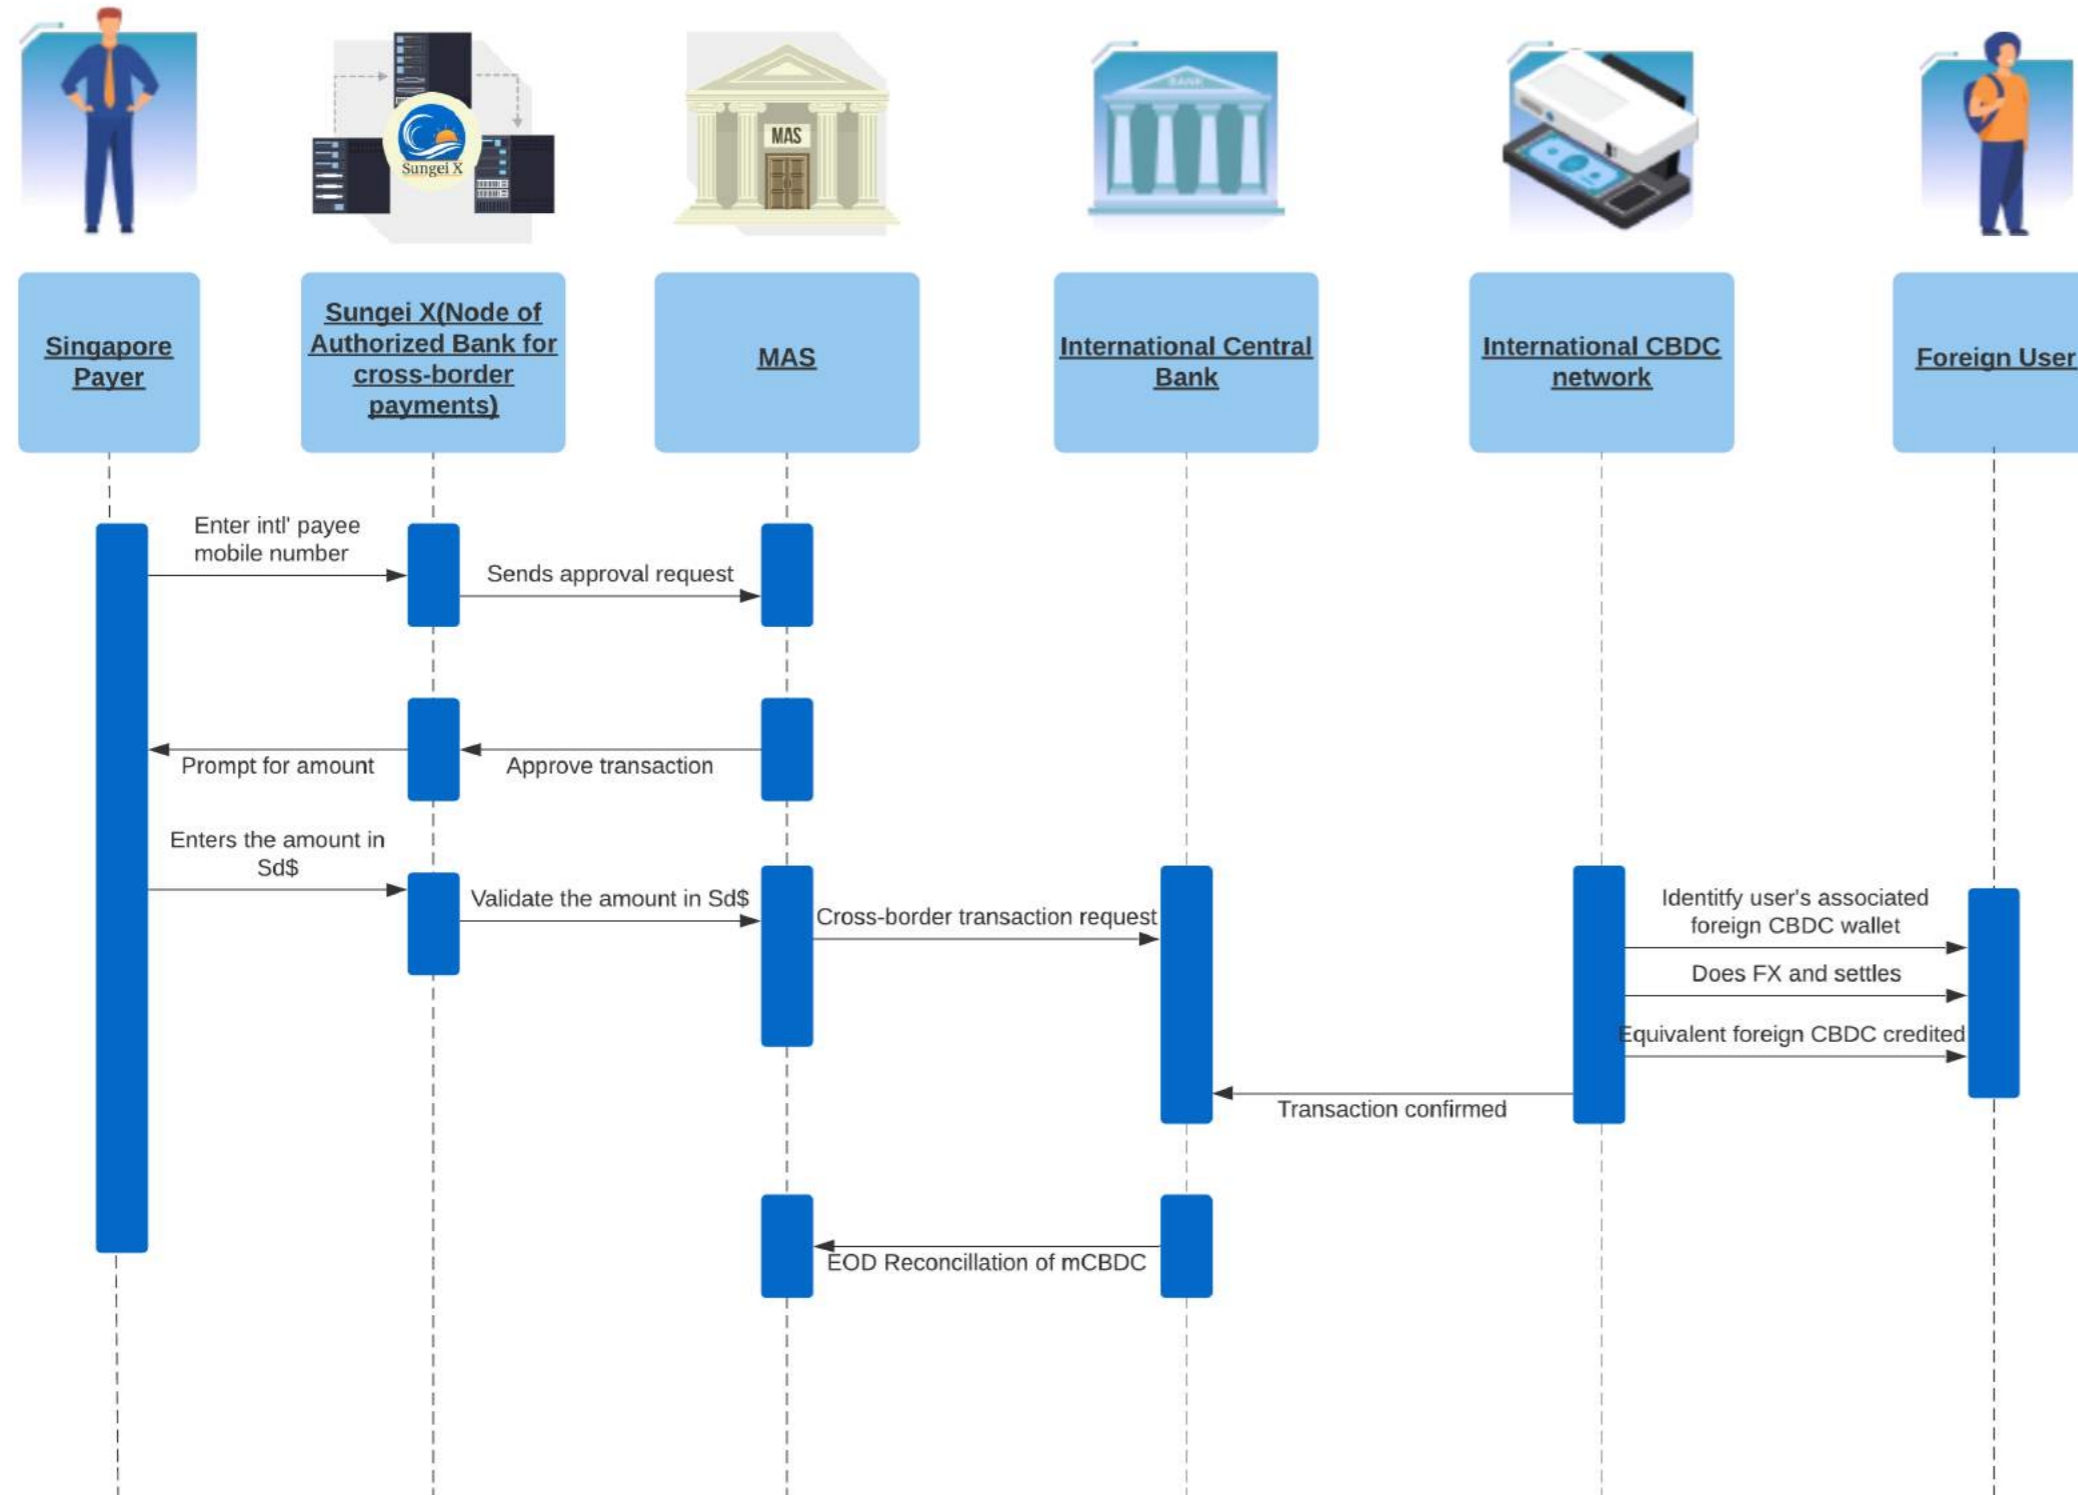 Sungei X
MAS
BANK
Singapore
Payer
Sungei X(Node of
Authorized Bank for
cross-border
payments)
MAS
International Central
Bank
International CBDC
network
Foreign User
Enter intl' payee
mobile number
Sends approval request
Prompt for amount
Approve transaction
Enters the amount in
Sd$
Validate the amount in Sd$
Cross-border transaction request
Identitfy user's associated
foreign CBDC wallet
Does FX and settles
Equivalent foreign CBDC credited
Transaction confirmed
EOD Reconcillation of mCBDC